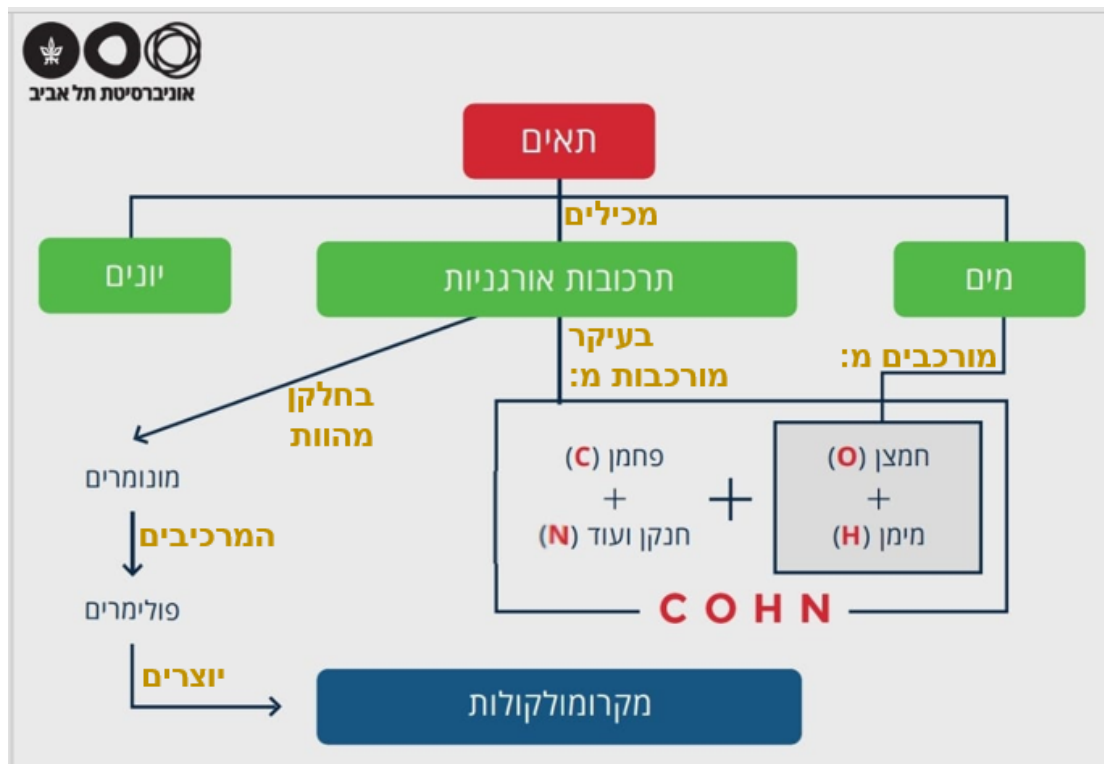 אוניברסיטת תל אביב
תאים
מכילים
מים
תרכובות אורגניות
יונים
מורכבים מ:
בעיקר
מורכבות מ:
בחלקן
מהוות
חמצן (O)
+
מימן (H)
+
פחמן (C)
+
חנקן ועוד (N)
C O H N
מונומרים
המרכיבים
פולימרים
יוצרים
מקרומולקולות